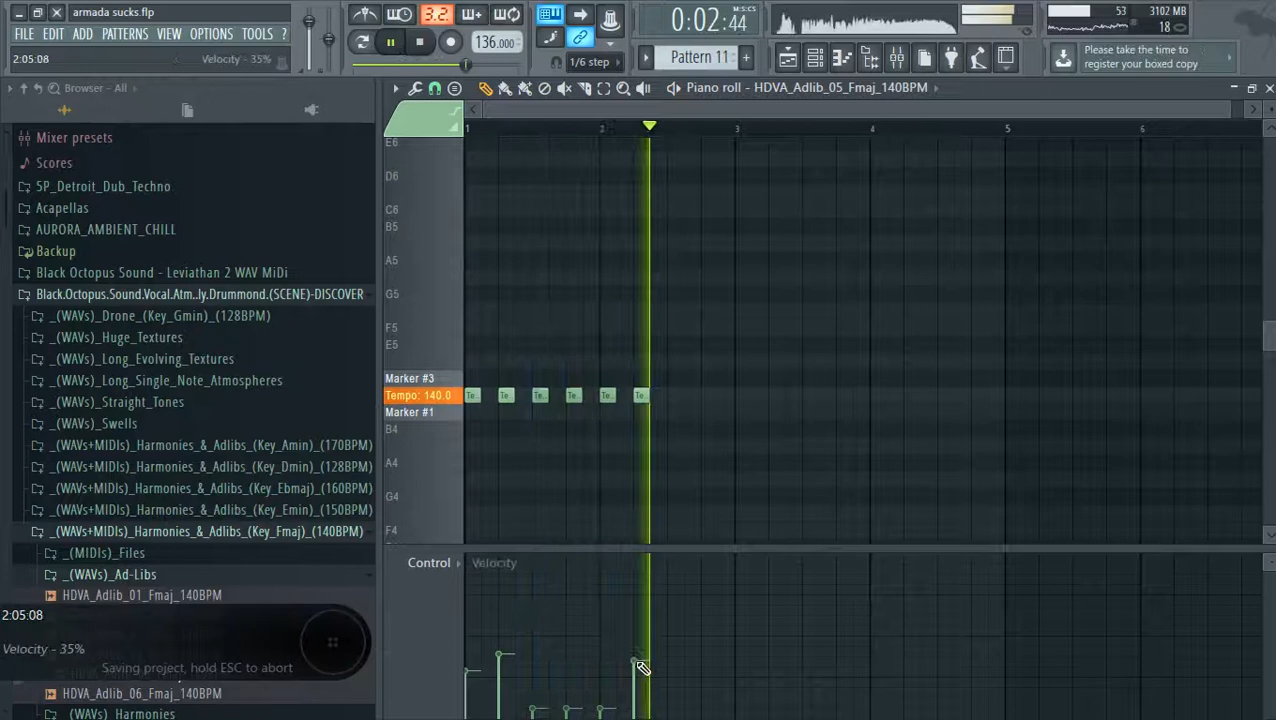 armada sucks.flp
FILE EDIT ADD PATTERNS VIEW OPTIONS TOOLS ?
2:05:08 Velocity - 35%
3.2
136.000
1/6 step
0:02:44
M:S:CS
Pattern 11
53
3102 MB
18
Please take the time to
register your boxed copy
Browser - All
Piano roll - HDVA_Adlib_05_Fmaj_140BPM
Mixer presets
Scores
5P_Detroit_Dub_Techno
Acapellas
AURORA_AMBIENT_CHILL
Backup
Black Octopus Sound - Leviathan 2 WAV MiDi
Black.Octopus.Sound.Vocal.Atm..ly.Drummond.(SCENE)-DISCOVER
_(WAVs)_Drone_(Key_Gmin)_(128BPM)
_(WAVs)_Huge_Textures
_(WAVs)_Long_Evolving_Textures
_(WAVs)_Long_Single_Note_Atmospheres
_(WAVs)_Straight_Tones
_(WAVs)_Swells
_(WAVs+MIDIs)_Harmonies_&_Adlibs_(Key_Amin)_(170BPM)
_(WAVs+MIDIs)_Harmonies_&_Adlibs_(Key_Dmin)_(128BPM)
_(WAVs+MIDIs)_Harmonies_&_Adlibs_(Key_Ebmaj)_(160BPM)
_(WAVs+MIDIs)_Harmonies_&_Adlibs_(Key_Emin)_(150BPM)
_(WAVs+MIDIs)_Harmonies_&_Adlibs_(Key_Fmaj)_(140BPM)
_(MIDIs)_Files
_(WAVs)_Ad-Libs
HDVA_Adlib_01_Fmaj_140BPM
2:05:08
Velocity - 35%
Saving project, hold ESC to abort
HDVA_Adlib_06_Fmaj_140BPM
_(WAVs)_Harmonies
1 2 3 4 5 6
E6
D6
C6
B5
A5
G5
F5
E5
Marker #3
Tempo: 140.0 Te.. Te.. Te.. Te.. Te.. Te..
Marker #1
B4
A4
G4
F4
Control Velocity